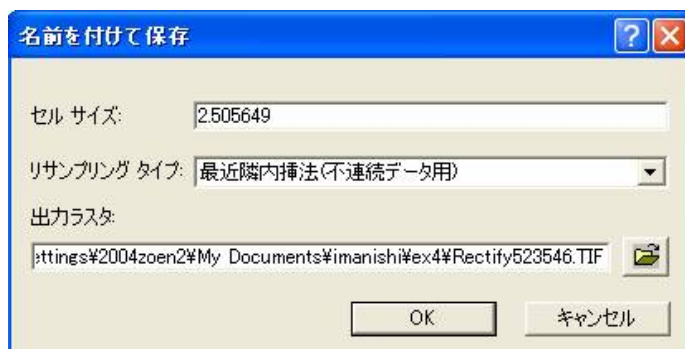 名前を付けて保存
セル サイズ: 2.505649
リサンプリング タイプ: 最近隣内挿法(不連続データ用)
出力ラスタ:
ettings¥2004zoen2¥My Documents¥imanishi¥ex4¥Rectify523546.TIF
OK キャンセル